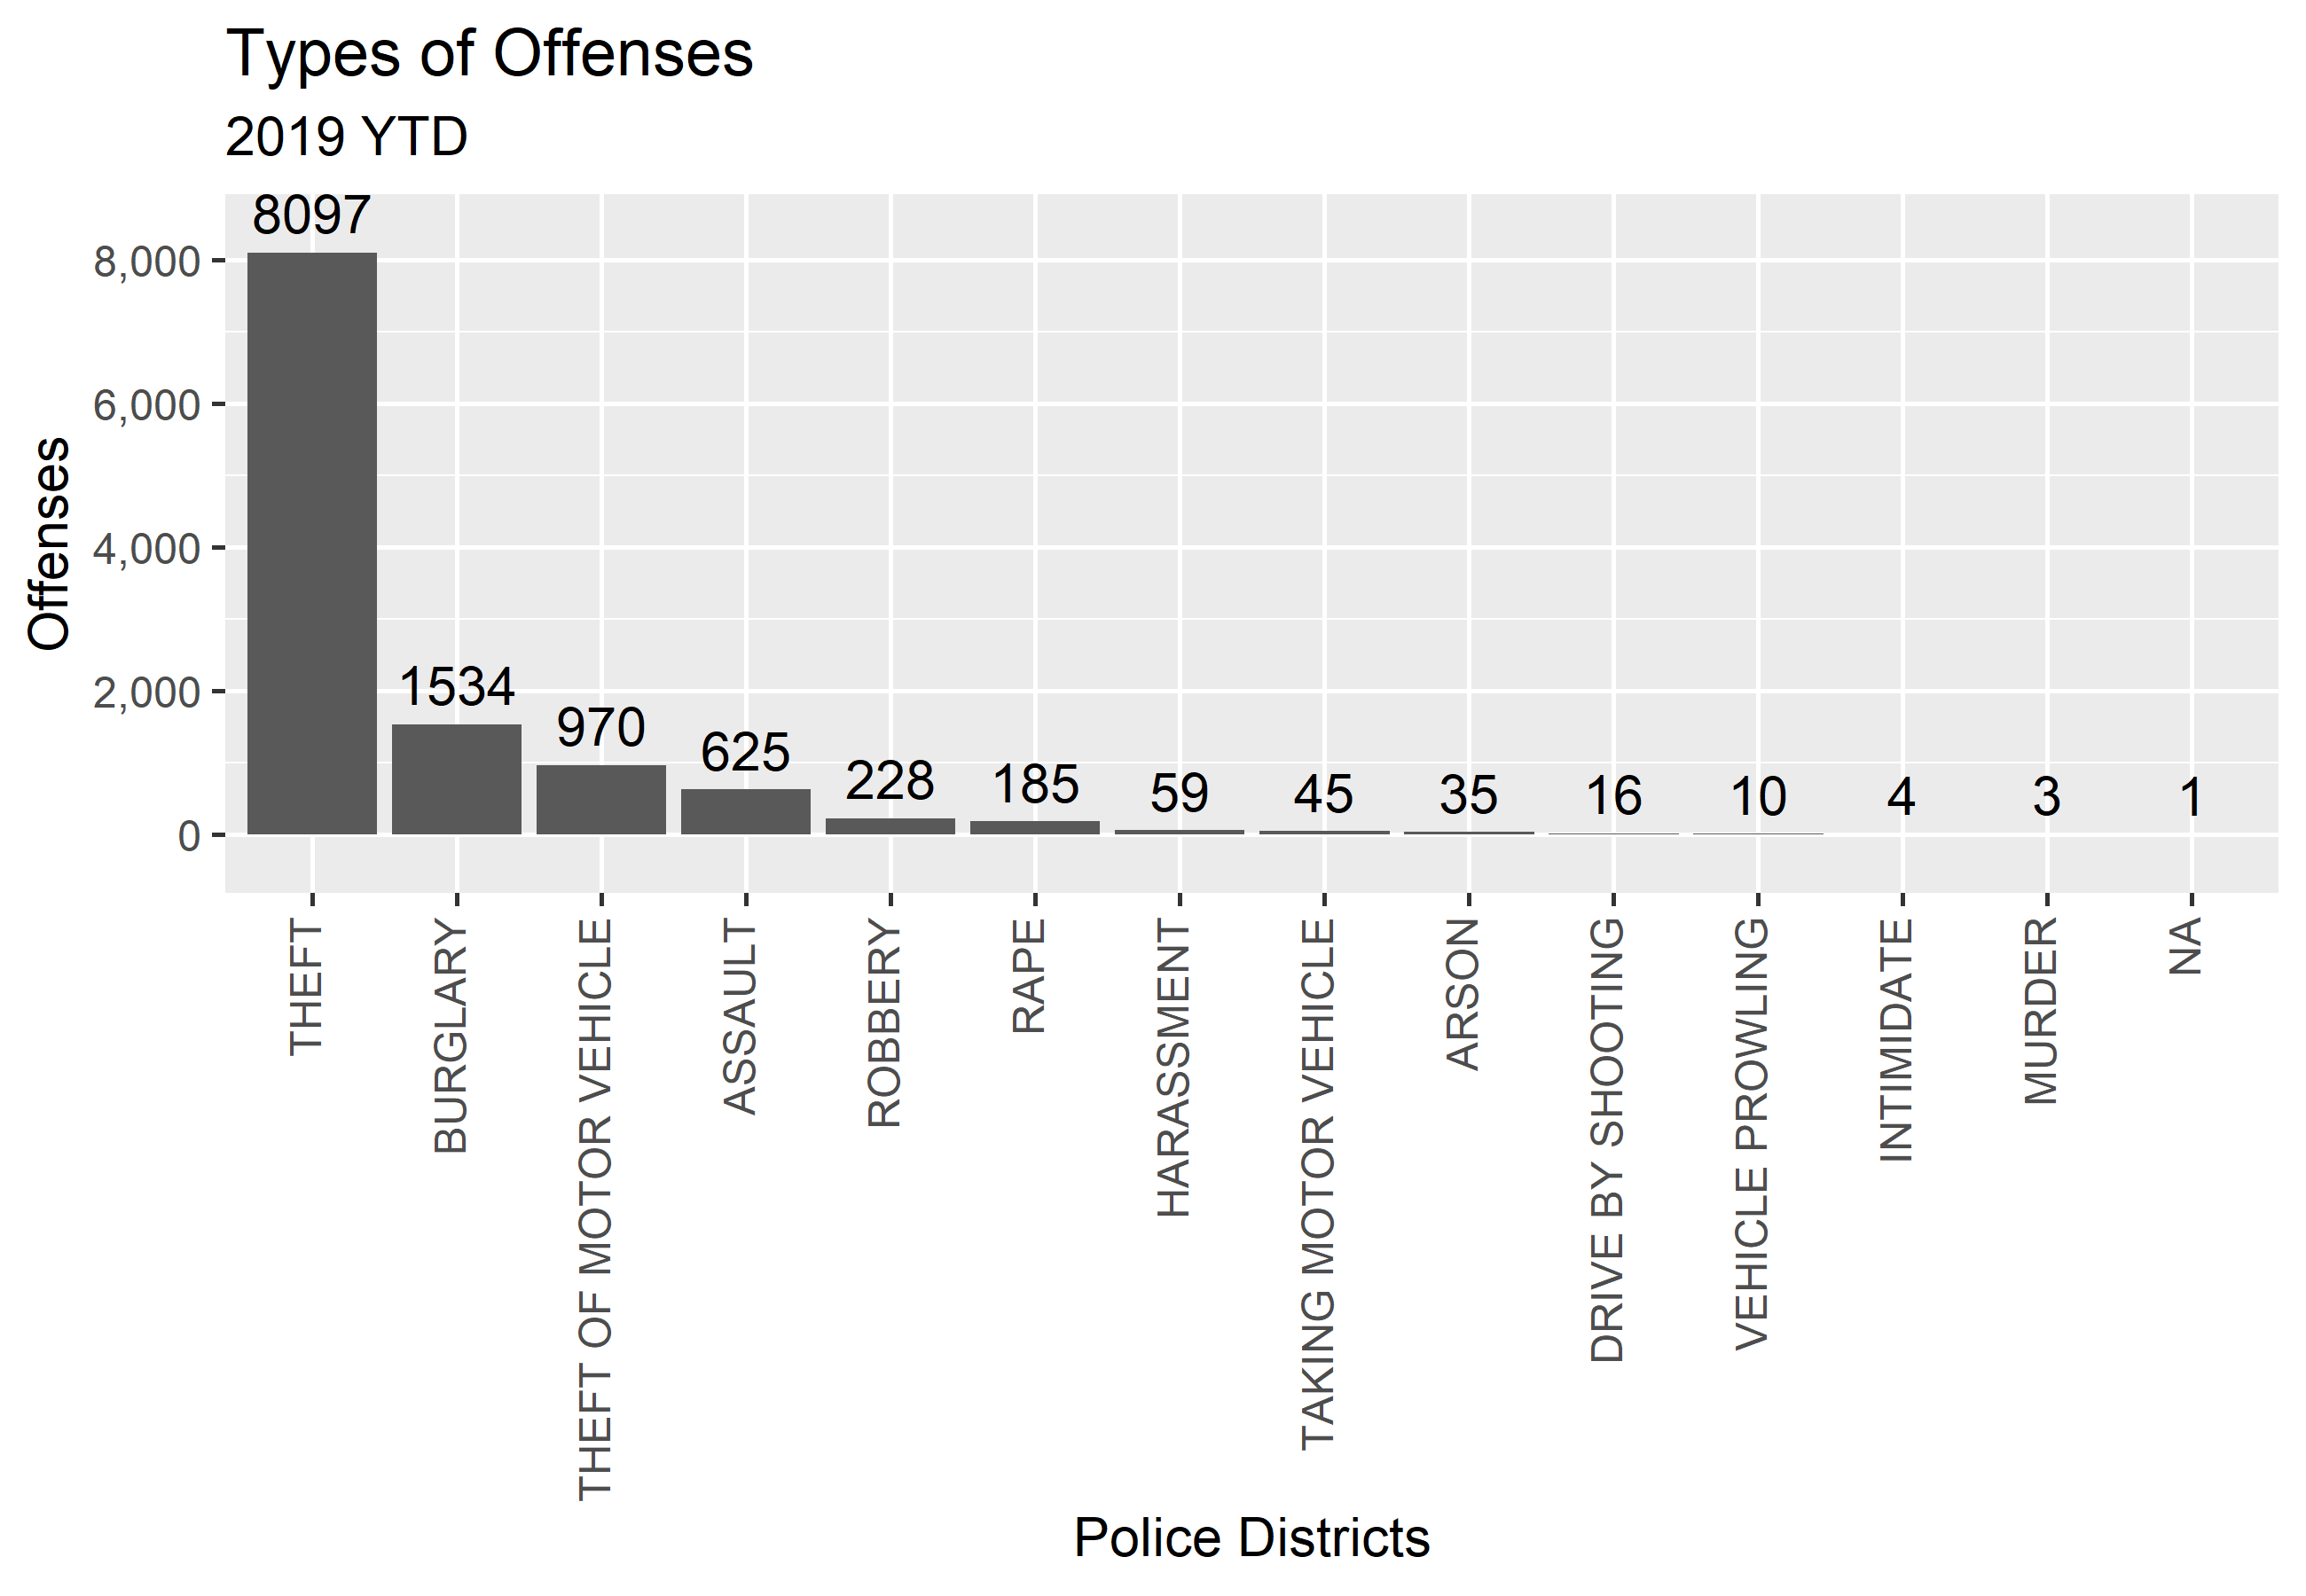 Types of Offenses
2019 YTD
Offenses
8,000
6,000
4,000
2,000
0
8097
1534
970
625
228
185
59
45
35
16
10
4
3
1
THEFT
BURGLARY
THEFT OF MOTOR VEHICLE
ASSAULT
ROBBERY
RAPE
HARASSMENT
TAKING MOTOR VEHICLE
ARSON
DRIVE BY SHOOTING
VEHICLE PROWLING
INTIMIDATE
MURDER
NA
Police Districts